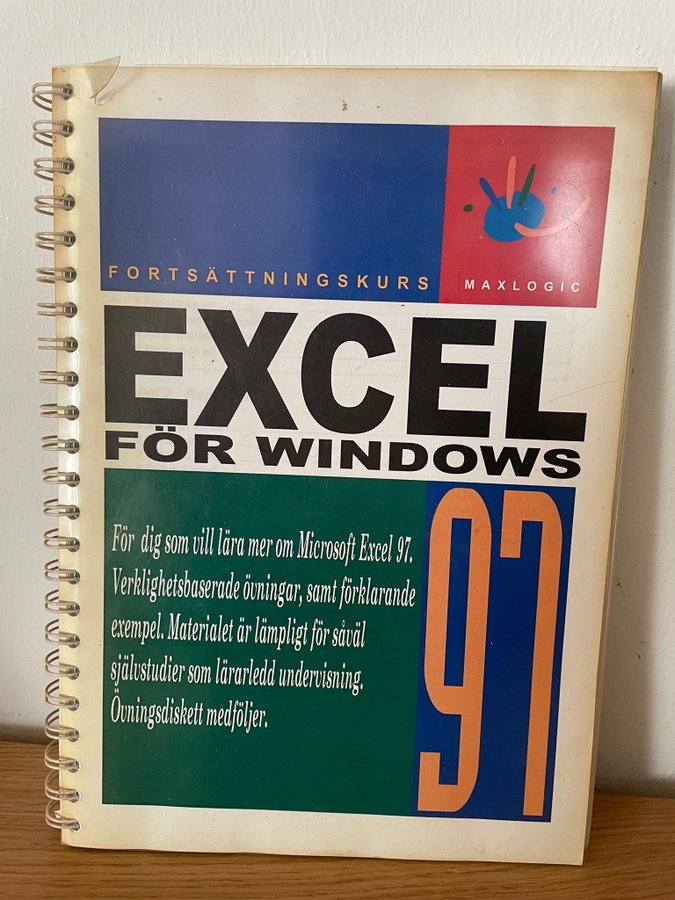 FORTSÄTTNINGSKURS
MAXLOGIC
EXCEL
FÖR WINDOWS
97
För dig som vill lära mer om Microsoft Excel 97.
Verklighetsbaserade övningar, samt förklarande
exempel. Materialet är lämpligt för såväl
självstudier som lärarledd undervisning.
Övningsdiskett medföljer.